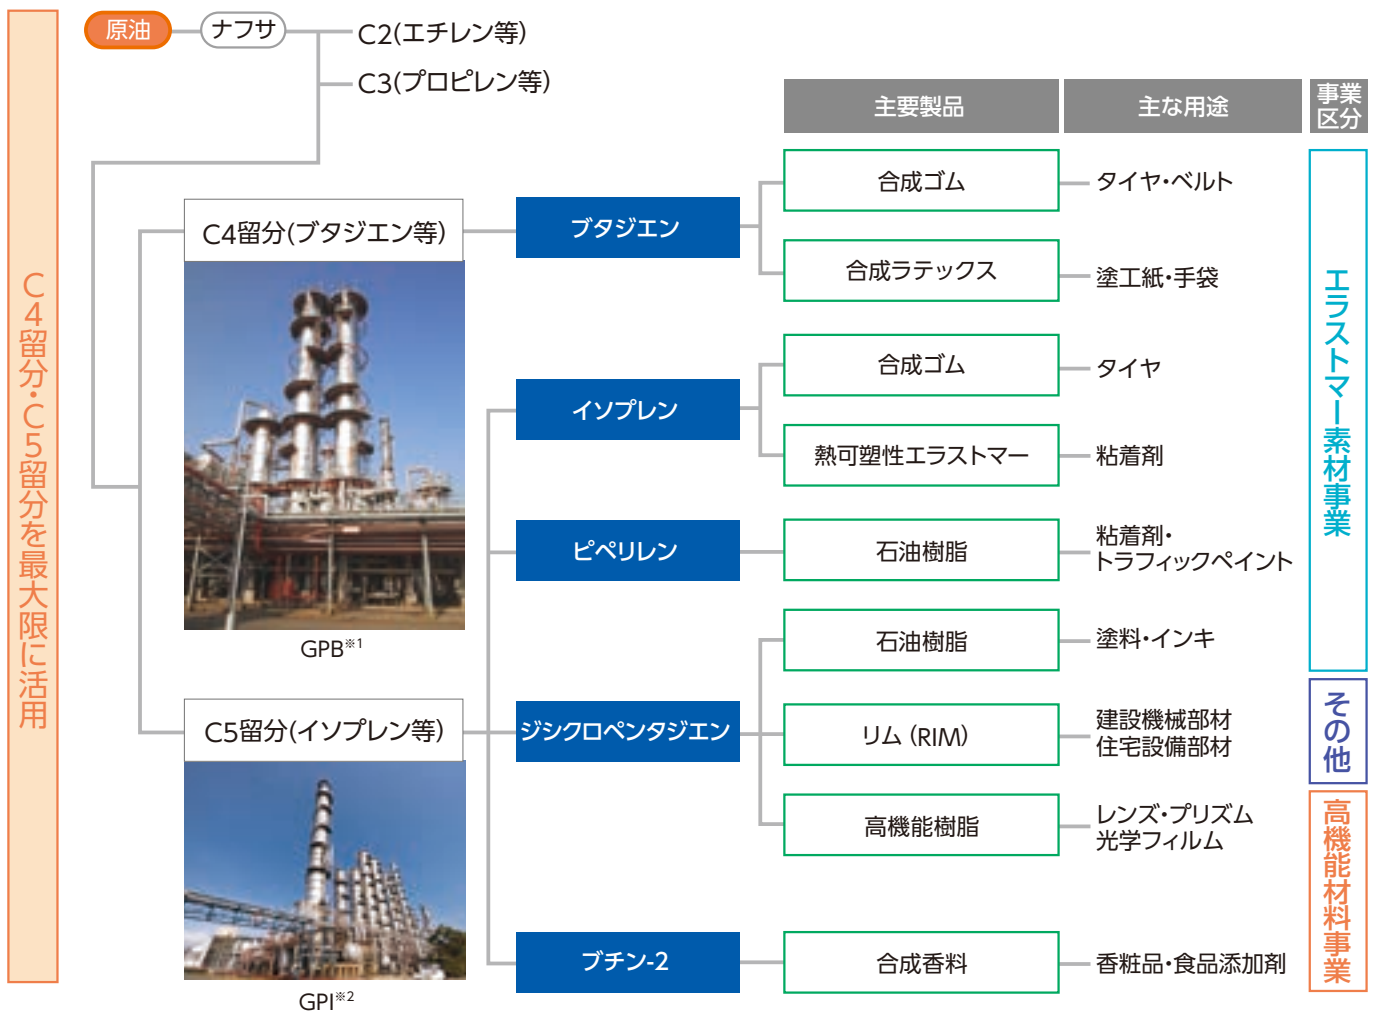 C4留分・C5留分を最大限に活用
原油
ナフサ
C2(エチレン等)
C3(プロピレン等)
主要製品
主な用途
事業
区分
C4留分(ブタジエン等)
GPB※1
C5留分(イソプレン等)
GPI※2
ブタジエン
合成ゴム
タイヤ・ベルト
合成ラテックス
塗工紙・手袋
イソプレン
合成ゴム
タイヤ
熱可塑性エラストマー
粘着剤
ピペリレン
石油樹脂
粘着剤・
トラフィックペイント
ジシクロペンタジエン
石油樹脂
塗料・インキ
リム（RIM）
建設機械部材
住宅設備部材
高機能樹脂
レンズ・プリズム
光学フィルム
ブチン-2
合成香料
香粧品・食品添加剤
エラストマー素材事業
その他
高機能材料事業